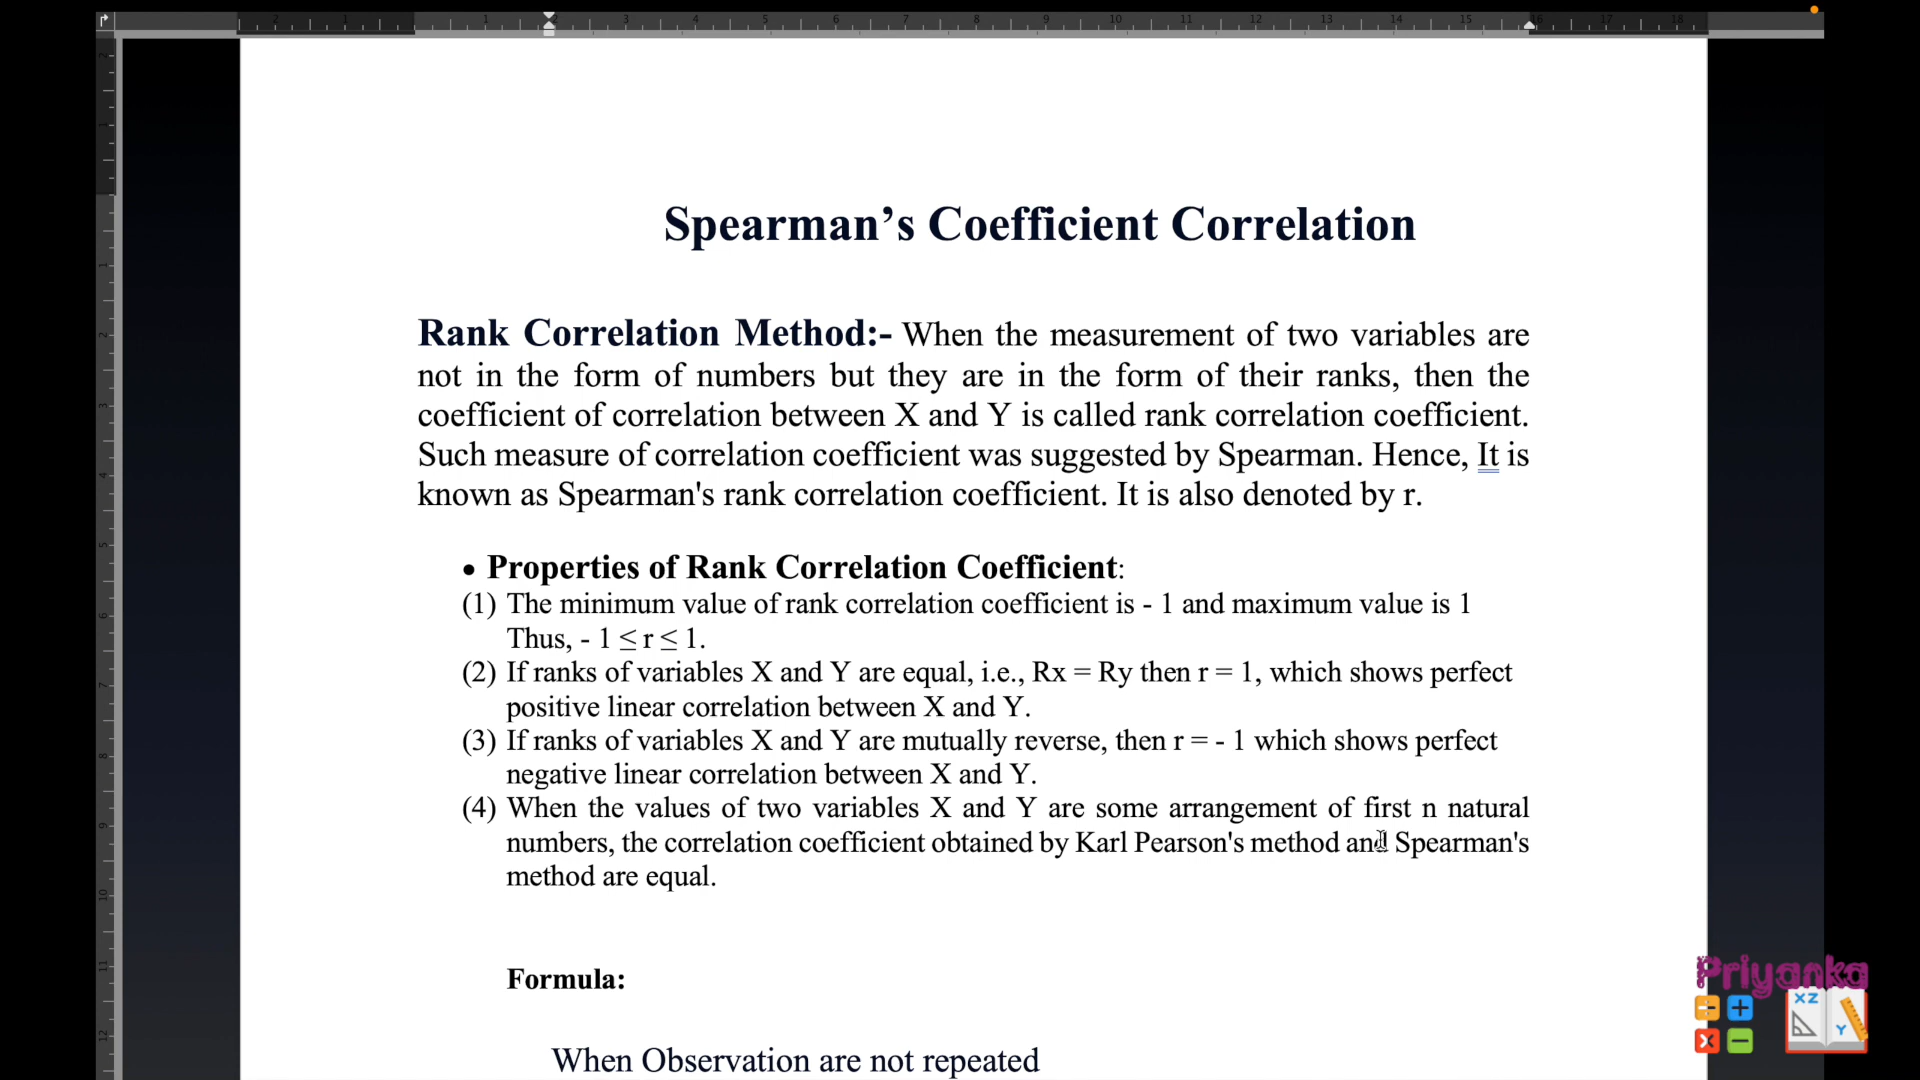 Spearman’s Coefficient Correlation
Rank Correlation Method:- When the measurement of two variables are
not in the form of numbers but they are in the form of their ranks, then the
coefficient of correlation between X and Y is called rank correlation coefficient.
Such measure of correlation coefficient was suggested by Spearman. Hence, It is
known as Spearman's rank correlation coefficient. It is also denoted by r.
• Properties of Rank Correlation Coefficient:
(1) The minimum value of rank correlation coefficient is - 1 and maximum value is 1
Thus, - 1 ≤ r ≤ 1.
(2) If ranks of variables X and Y are equal, i.e., Rx = Ry then r = 1, which shows perfect
positive linear correlation between X and Y.
(3) If ranks of variables X and Y are mutually reverse, then r = - 1 which shows perfect
negative linear correlation between X and Y.
(4) When the values of two variables X and Y are some arrangement of first n natural
numbers, the correlation coefficient obtained by Karl Pearson's method and Spearman's
method are equal.
Formula:
When Observation are not repeated
Priyanka
XZ
Y